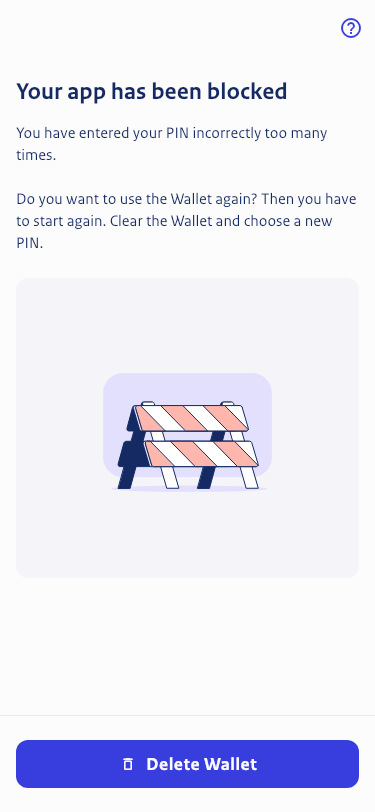 Your app has been blocked
You have entered your PIN incorrectly too many
times.
Do you want to use the Wallet again? Then you have
to start again. Clear the Wallet and choose a new
PIN.
Delete Wallet